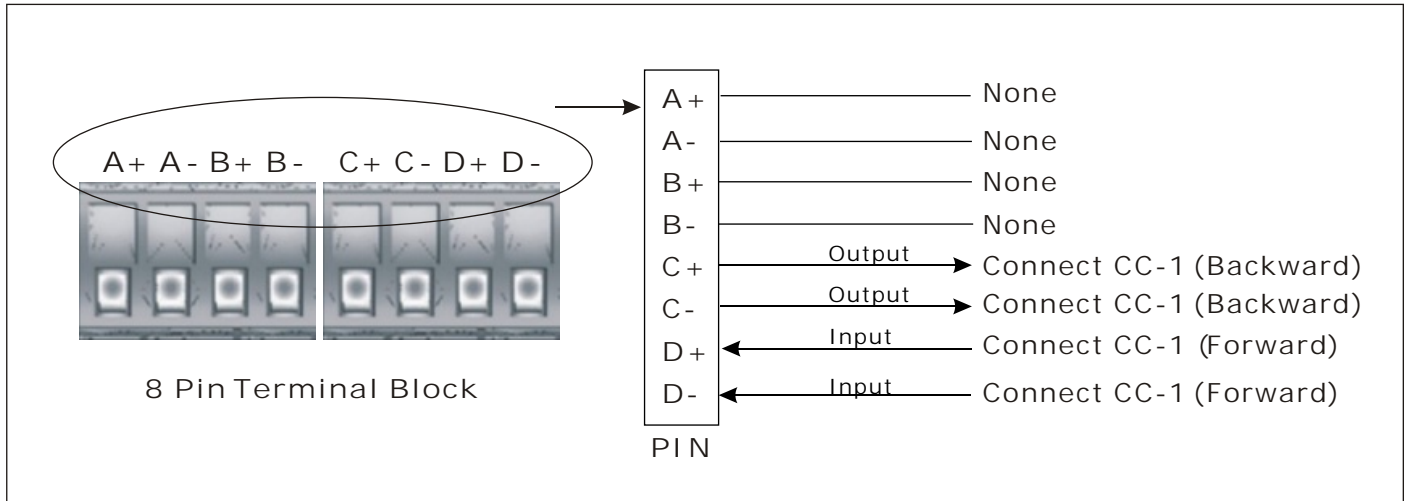 A+ A- B+ B- C+ C- D+ D-
8 Pin Terminal Block
A+ None
A- None
B+ None
B- None
C+ Output Connect CC-1 (Backward)
C- Output Connect CC-1 (Backward)
D+ Input Connect CC-1 (Forward)
D- Input Connect CC-1 (Forward)
PIN